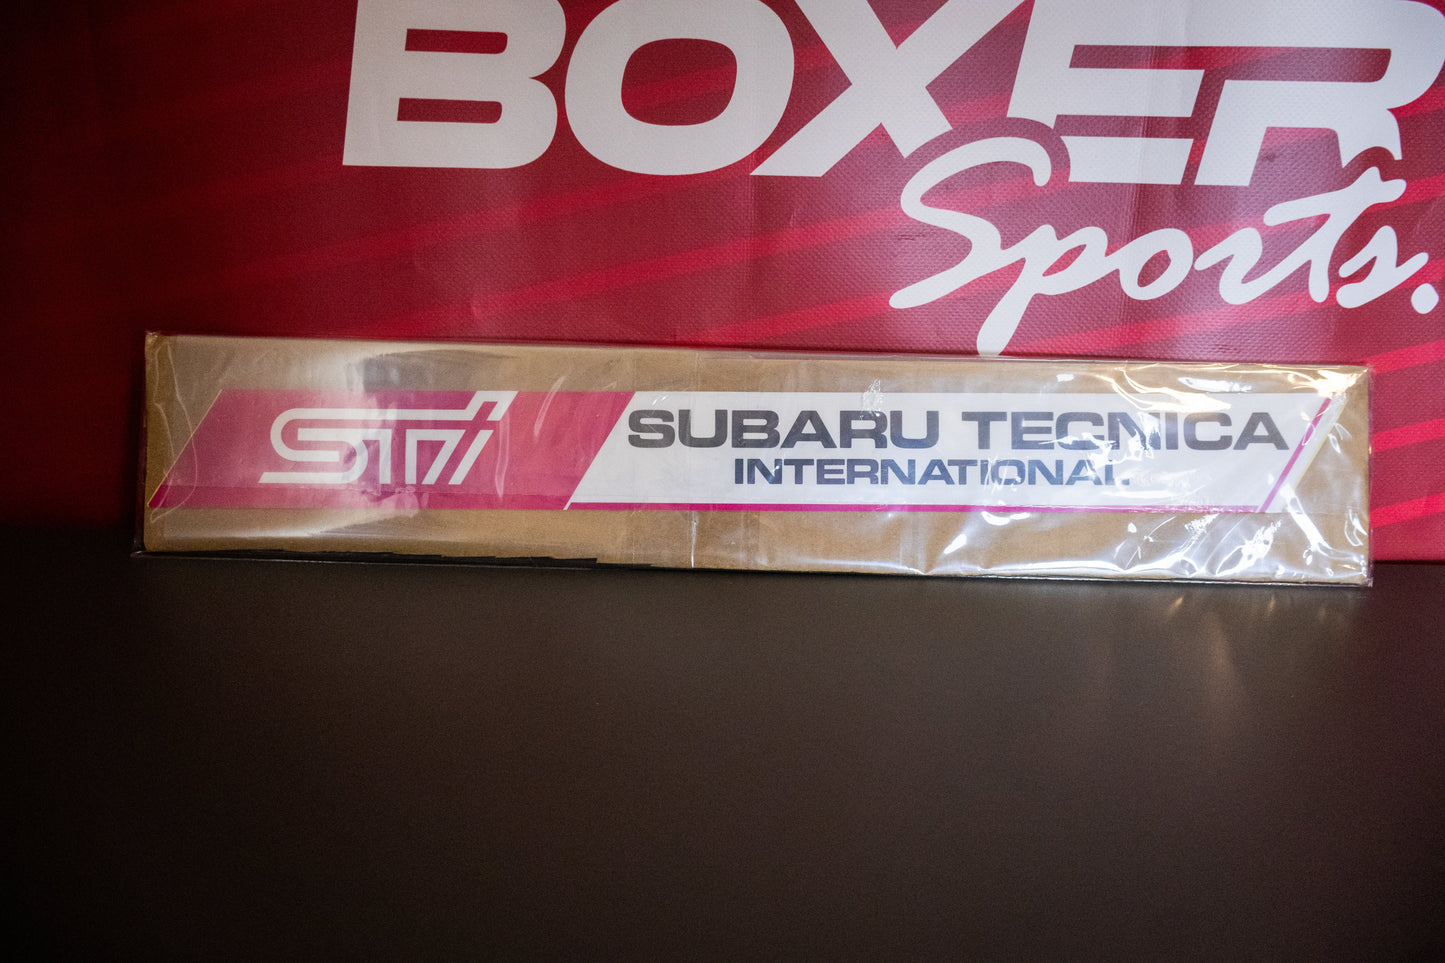 BOXER
Sports.
STi
SUBARU TECNICA
INTERNATIONAL